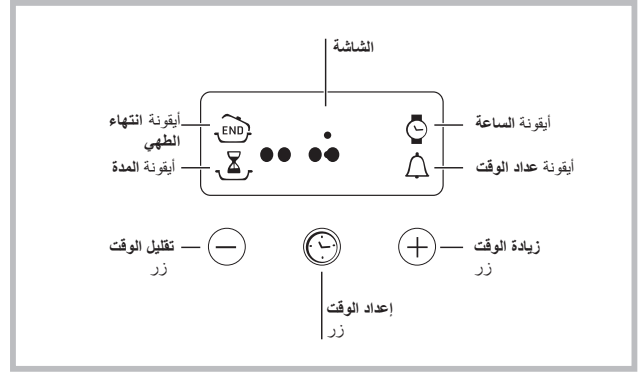 الشاشة
أيقونة الساعة
أيقونة انتهاء
الطهي
END
أيقونة عداد الوقت
أيقونة المدة
زيادة الوقت
زر
تقليل الوقت
زر
إعداد الوقت
زر